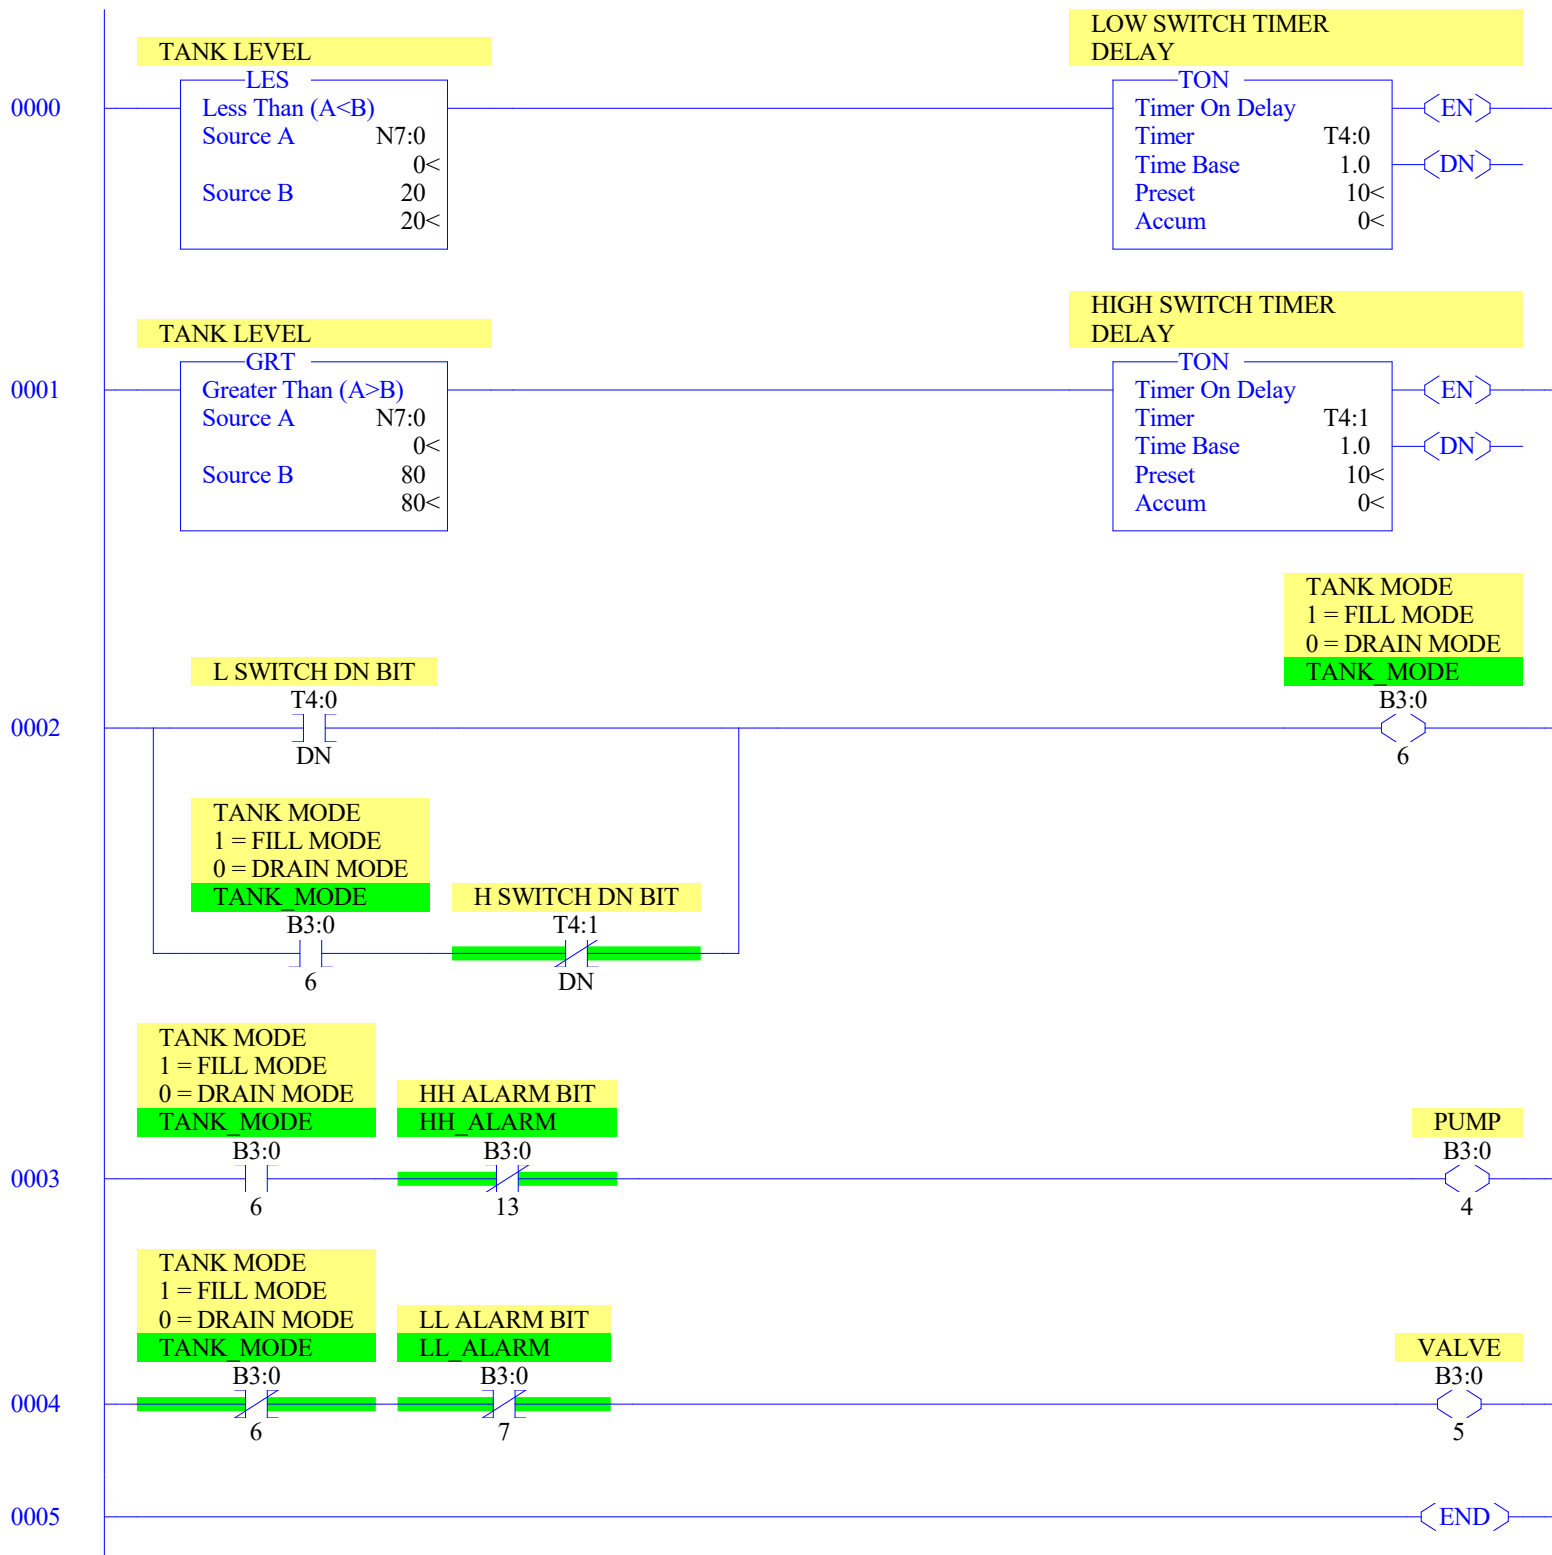 TANK LEVEL
LES
Less Than (A<B)
Source A N7:0
0<
Source B 20
20<
LOW SWITCH TIMER
DELAY
TON
Timer On Delay
Timer T4:0
Time Base 1.0
Preset 10<
Accum 0<
0000
EN
DN
TANK LEVEL
GRT
Greater Than (A>B)
Source A N7:0
0<
Source B 80
80<
HIGH SWITCH TIMER
DELAY
TON
Timer On Delay
Timer T4:1
Time Base 1.0
Preset 10<
Accum 0<
0001
EN
DN
TANK MODE
1 = FILL MODE
0 = DRAIN MODE
TANK_MODE
B3:0
6
L SWITCH DN BIT
T4:0
DN
0002
TANK MODE
1 = FILL MODE
0 = DRAIN MODE
TANK_MODE
B3:0
6
H SWITCH DN BIT
T4:1
DN
TANK MODE
1 = FILL MODE
0 = DRAIN MODE
TANK_MODE
B3:0
6
HH ALARM BIT
HH_ALARM
B3:0
13
PUMP
B3:0
4
0003
TANK MODE
1 = FILL MODE
0 = DRAIN MODE
TANK_MODE
B3:0
6
LL ALARM BIT
LL_ALARM
B3:0
7
VALVE
B3:0
5
0004
0005
END